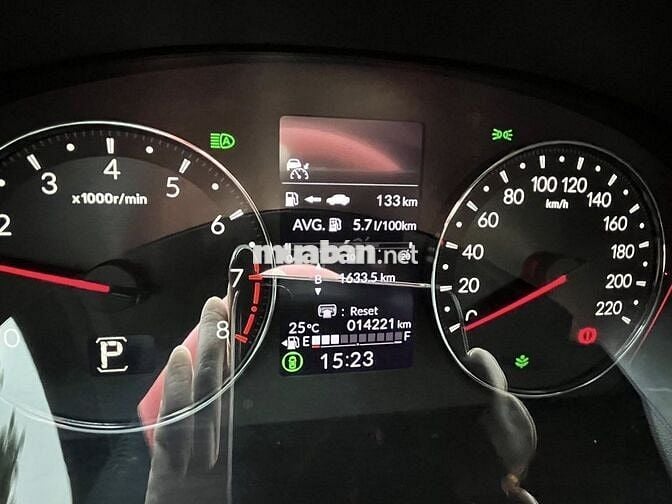 2 3 4 5 6 7 8
x1000r/min
0
P
A
133 km
AVG. 5.7 l/100km
muaban.net
B 1633.5 km
: Reset
25°C 014221 km
E F
15:23
0 20 40 60 80 100 120 140 160 180 200 220
km/h